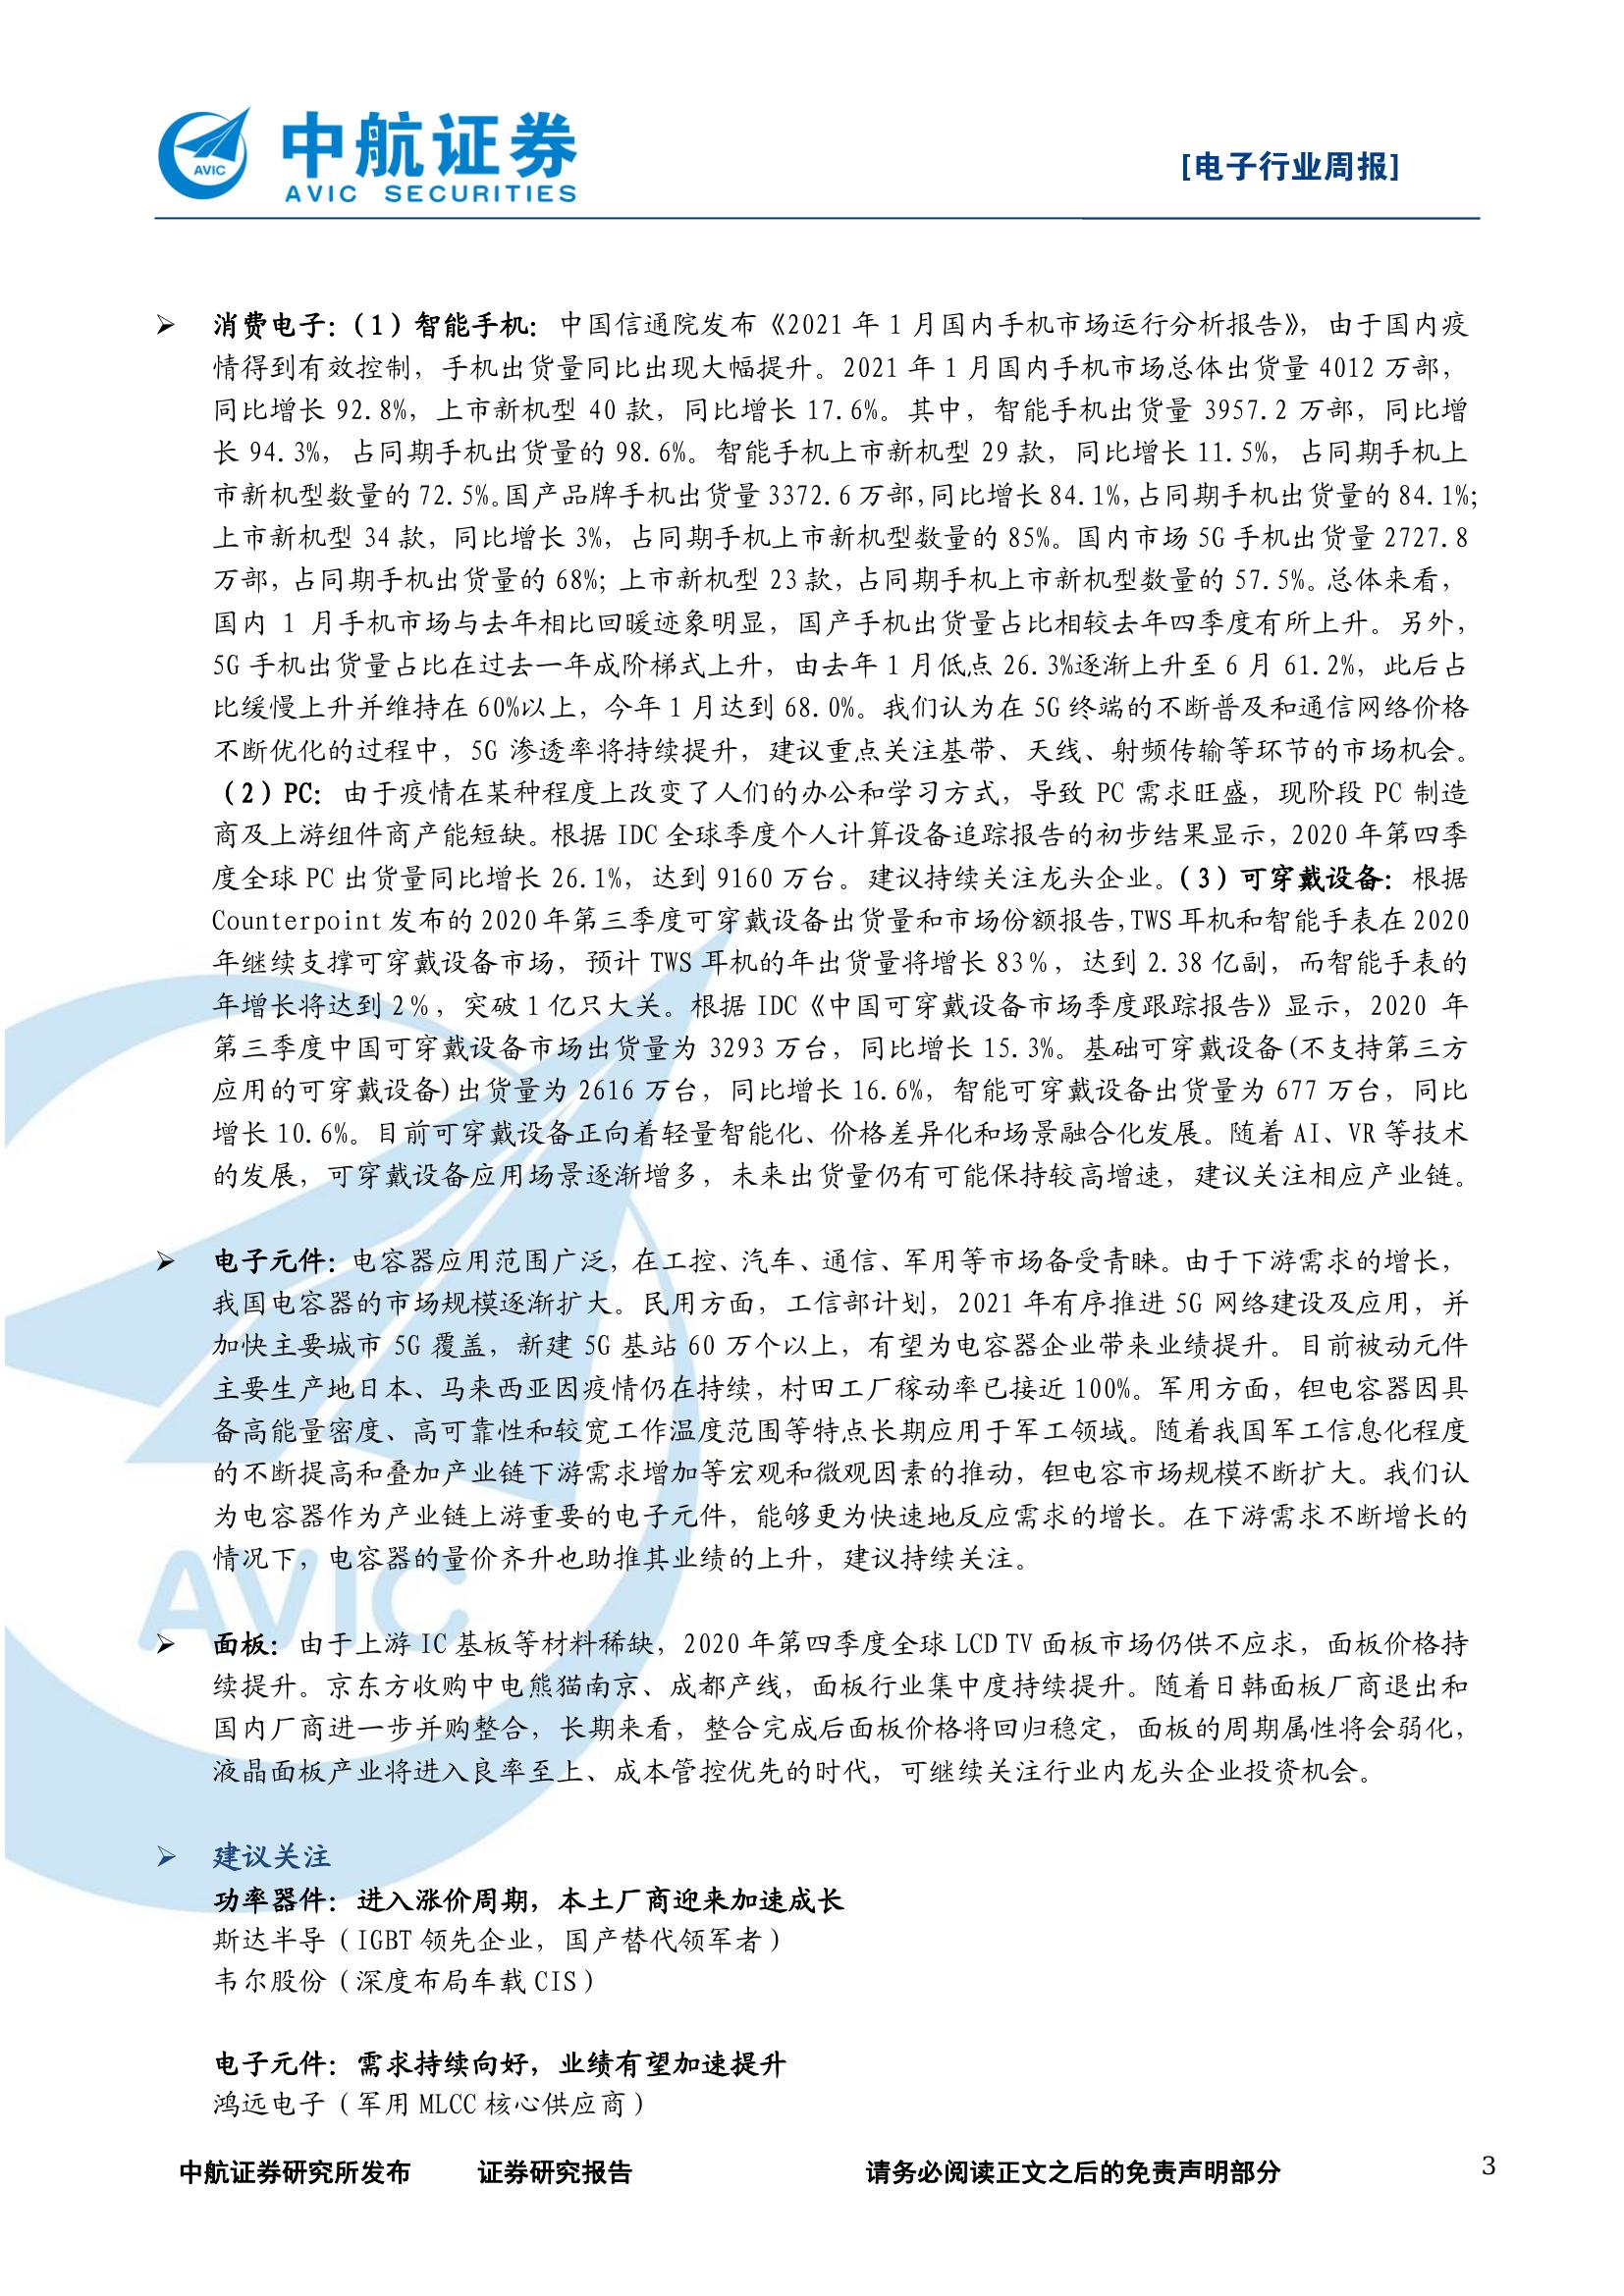 中航证券
AVIC
AVIC SECURITIES
[电子行业周报]
➢ 消费电子：（1）智能手机：中国信通院发布《2021 年 1 月国内手机市场运行分析报告》，由于国内疫
情得到有效控制，手机出货量同比出现大幅提升。2021 年 1 月国内手机市场总体出货量 4012 万部，
同比增长 92.8%，上市新机型 40 款，同比增长 17.6%。其中，智能手机出货量 3957.2 万部，同比增
长 94.3%，占同期手机出货量的 98.6%。智能手机上市新机型 29 款，同比增长 11.5%，占同期手机上
市新机型数量的 72.5%。国产品牌手机出货量 3372.6 万部，同比增长 84.1%，占同期手机出货量的 84.1%；
上市新机型 34 款，同比增长 3%，占同期手机上市新机型数量的 85%。国内市场 5G 手机出货量 2727.8
万部，占同期手机出货量的 68%；上市新机型 23 款，占同期手机上市新机型数量的 57.5%。总体来看，
国内 1 月手机市场与去年相比回暖迹象明显，国产手机出货量占比相较去年四季度有所上升。另外，
5G 手机出货量占比在过去一年成阶梯式上升，由去年 1 月低点 26.3%逐渐上升至 6 月 61.2%，此后占
比缓慢上升并维持在 60%以上，今年 1 月达到 68.0%。我们认为在 5G 终端的不断普及和通信网络价格
不断优化的过程中，5G 渗透率将持续提升，建议重点关注基带、天线、射频传输等环节的市场机会。
（2）PC：由于疫情在某种程度上改变了人们的办公和学习方式，导致 PC 需求旺盛，现阶段 PC 制造
商及上游组件商产能短缺。根据 IDC 全球季度个人计算设备追踪报告的初步结果显示，2020 年第四季
度全球 PC 出货量同比增长 26.1%，达到 9160 万台。建议持续关注龙头企业。（3）可穿戴设备：根据
Counterpoint 发布的 2020 年第三季度可穿戴设备出货量和市场份额报告，TWS 耳机和智能手表在 2020
年继续支撑可穿戴设备市场，预计 TWS 耳机的年出货量将增长 83%，达到 2.38 亿副，而智能手表的
年增长将达到 2%，突破 1 亿只大关。根据 IDC《中国可穿戴设备市场季度跟踪报告》显示，2020 年
第三季度中国可穿戴设备市场出货量为 3293 万台，同比增长 15.3%。基础可穿戴设备(不支持第三方
应用的可穿戴设备)出货量为 2616 万台，同比增长 16.6%，智能可穿戴设备出货量为 677 万台，同比
增长 10.6%。目前可穿戴设备正向着轻量智能化、价格差异化和场景融合化发展。随着 AI、VR 等技术
的发展，可穿戴设备应用场景逐渐增多，未来出货量仍有可能保持较高增速，建议关注相应产业链。
➢ 电子元件：电容器应用范围广泛，在工控、汽车、通信、军用等市场备受青睐。由于下游需求的增长，
我国电容器的市场规模逐渐扩大。民用方面，工信部计划，2021 年有序推进 5G 网络建设及应用，并
加快主要城市 5G 覆盖，新建 5G 基站 60 万个以上，有望为电容器企业带来业绩提升。目前被动元件
主要生产地日本、马来西亚因疫情仍在持续，村田工厂稼动率已接近 100%。军用方面，钽电容器因具
备高能量密度、高可靠性和较宽工作温度范围等特点长期应用于军工领域。随着我国军工信息化程度
的不断提高和叠加产业链下游需求增加等宏观和微观因素的推动，钽电容市场规模不断扩大。我们认
为电容器作为产业链上游重要的电子元件，能够更为快速地反应需求的增长。在下游需求不断增长的
情况下，电容器的量价齐升也助推其业绩的上升，建议持续关注。
AVIC
➢ 面板：由于上游 IC 基板等材料稀缺，2020 年第四季度全球 LCD TV 面板市场仍供不应求，面板价格持
续提升。京东方收购中电熊猫南京、成都产线，面板行业集中度持续提升。随着日韩面板厂商退出和
国内厂商进一步并购整合，长期来看，整合完成后面板价格将回归稳定，面板的周期属性将会弱化，
液晶面板产业将进入良率至上、成本管控优先的时代，可继续关注行业内龙头企业投资机会。
➢ 建议关注
功率器件：进入涨价周期，本土厂商迎来加速成长
斯达半导（IGBT 领先企业，国产替代领军者）
韦尔股份（深度布局车载 CIS）
电子元件：需求持续向好，业绩有望加速提升
鸿远电子（军用 MLCC 核心供应商）
中航证券研究所发布 证券研究报告 请务必阅读正文之后的免责声明部分 3